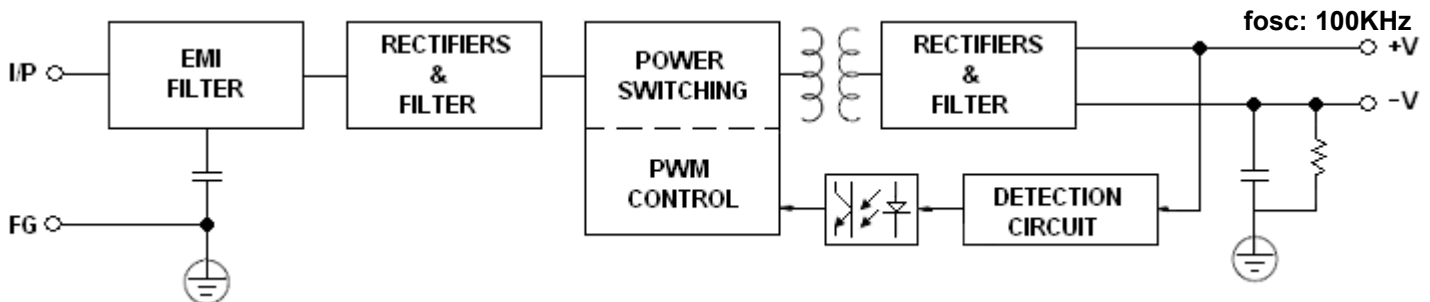 fosc: 100KHz
I/P
EMI
FILTER
RECTIFIERS
&
FILTER
POWER
SWITCHING
PWM
CONTROL
RECTIFIERS
&
FILTER
+V
−V
DETECTION
CIRCUIT
FG